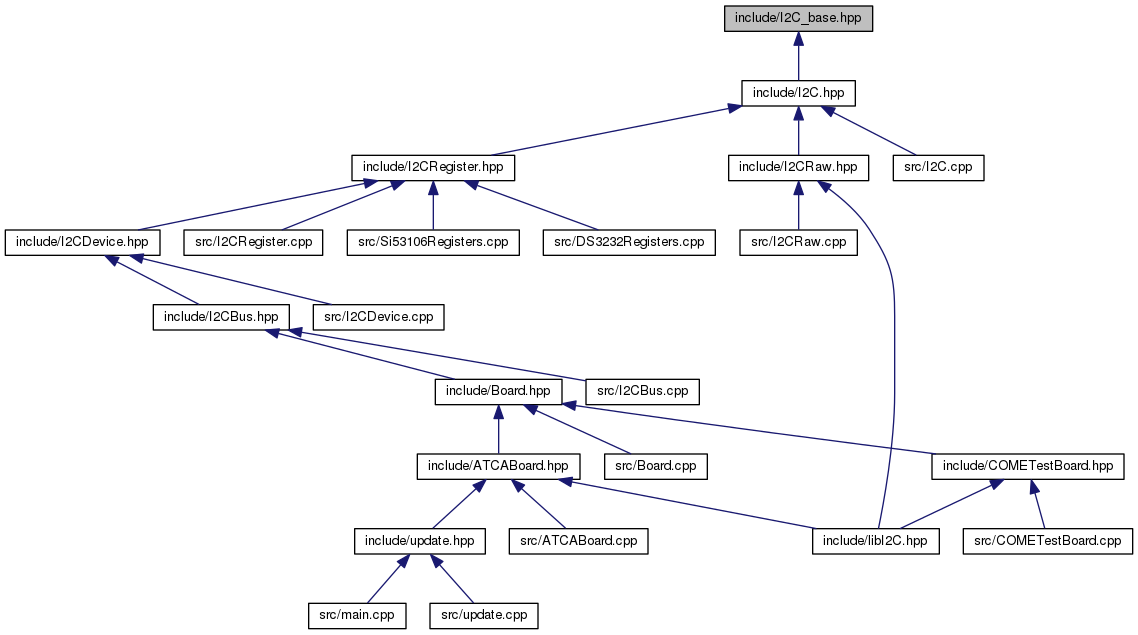 include/I2C_base.hpp
include/I2C.hpp
include/I2CRegister.hpp
include/I2CRaw.hpp
src/I2C.cpp
include/I2CDevice.hpp
src/I2CRegister.cpp
src/Si53106Registers.cpp
src/DS3232Registers.cpp
src/I2CRaw.cpp
include/I2CBus.hpp
src/I2CDevice.cpp
include/Board.hpp
src/I2CBus.cpp
include/ATCABoard.hpp
src/Board.cpp
include/COMETestBoard.hpp
include/update.hpp
src/ATCABoard.cpp
include/libI2C.hpp
src/COMETestBoard.cpp
src/main.cpp
src/update.cpp